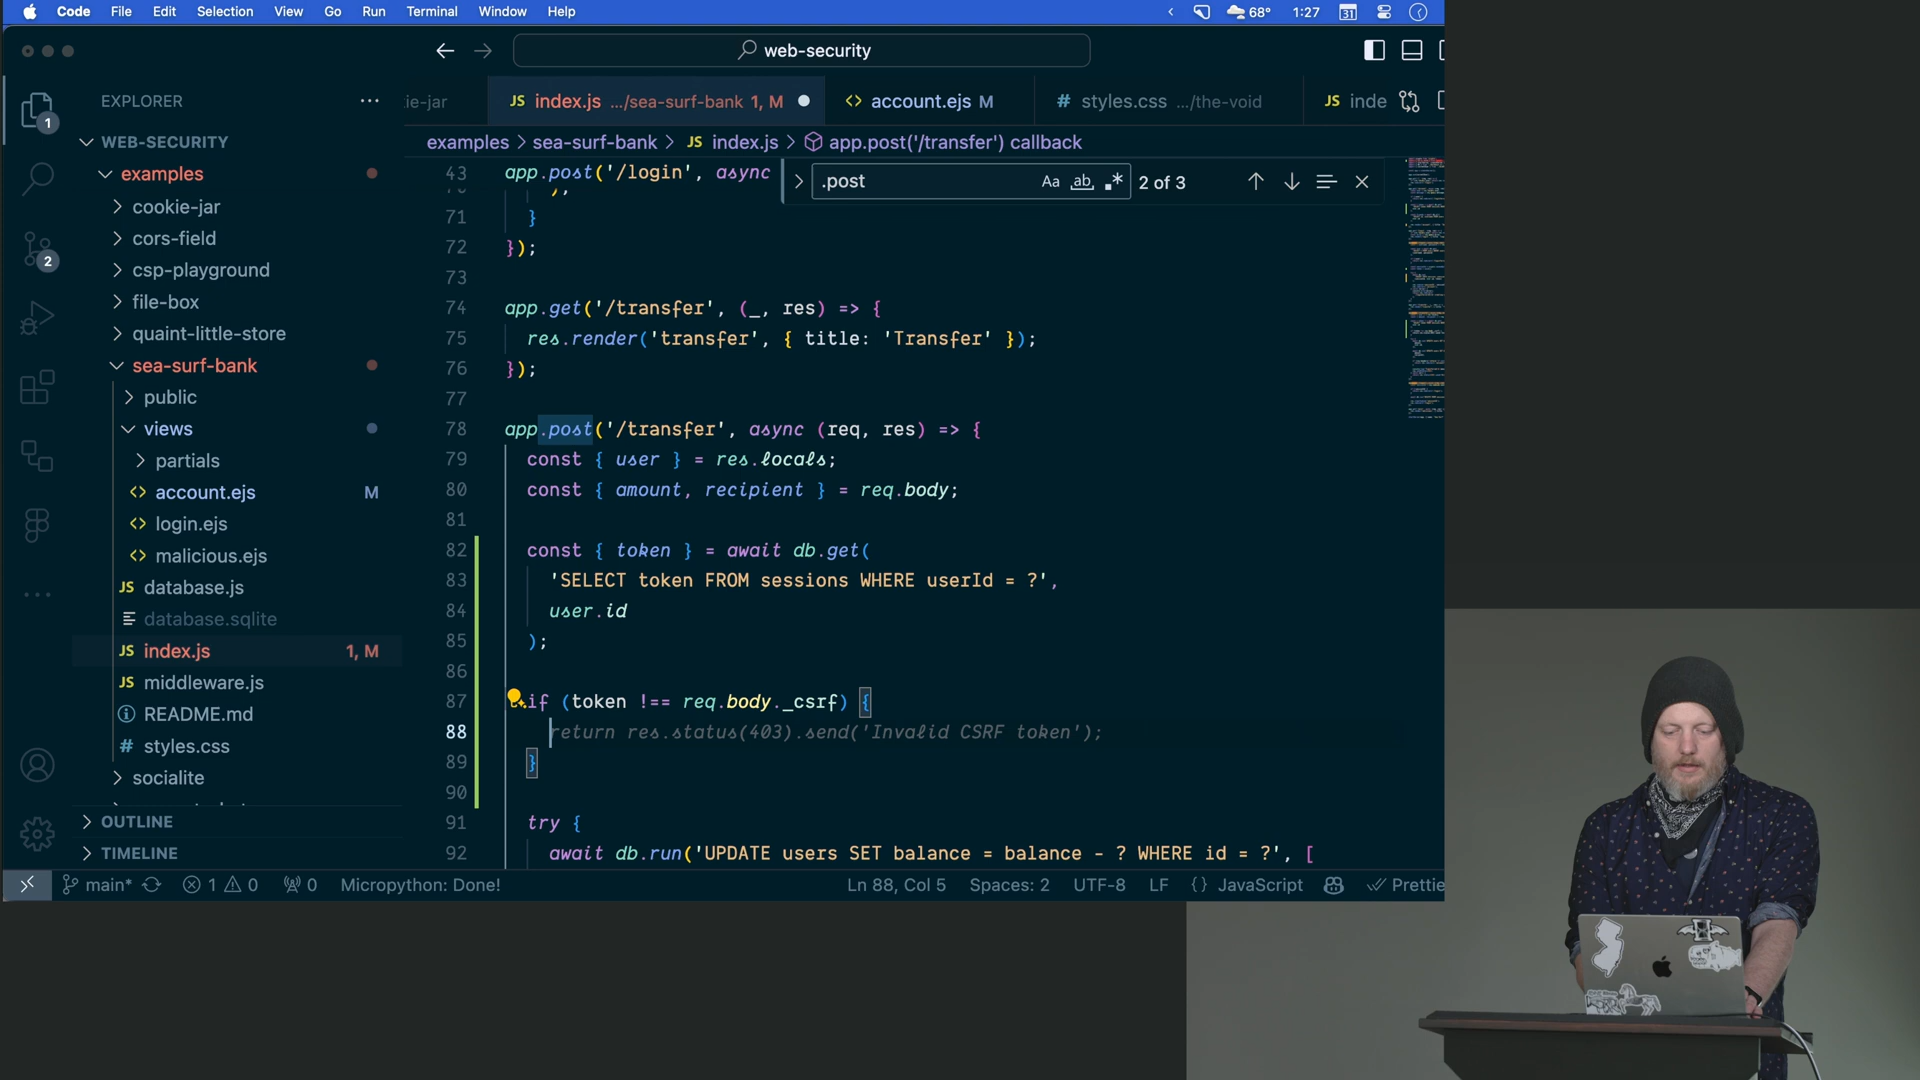 Code File Edit Selection View Go Run Terminal Window Help
68° 1:27 31
web-security
EXPLORER
ie-jar
JS index.js .../sea-surf-bank 1, M
<> account.ejs M
# styles.css .../the-void
JS inde
examples > sea-surf-bank > JS index.js > app.post('/transfer') callback
.post
Aa ab .*
2 of 3
1
2
WEB-SECURITY
examples
cookie-jar
cors-field
csp-playground
file-box
quaint-little-store
sea-surf-bank
public
views
partials
<> account.ejs M
<> login.ejs
<> malicious.ejs
JS database.js
database.sqlite
JS index.js 1, M
JS middleware.js
README.md
# styles.css
socialite
OUTLINE
TIMELINE
43 app.post('/login', async
);
71 }
72 });
73
74 app.get('/transfer', (_, res) => {
75 res.render('transfer', { title: 'Transfer' });
76 });
77
78 app.post('/transfer', async (req, res) => {
79 const { user } = res.locals;
80 const { amount, recipient } = req.body;
81
82 const { token } = await db.get(
83 'SELECT token FROM sessions WHERE userId = ?',
84 user.id
85 );
86
87 if (token !== req.body._csrf) {
88 return res.status(403).send('Invalid CSRF token');
89 }
90
91 try {
92 await db.run('UPDATE users SET balance = balance - ? WHERE id = ?', [
main* 1 0 0 Micropython: Done!
Ln 88, Col 5 Spaces: 2 UTF-8 LF {} JavaScript Prettie